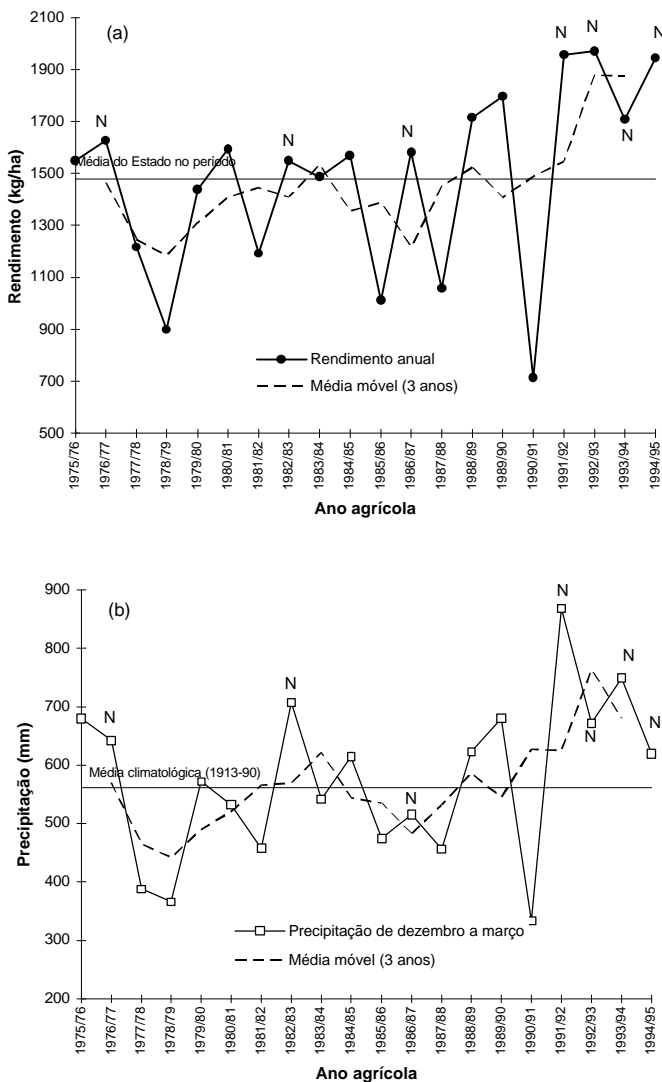 (a)
N
N
N
N
N
N
N
2100
1900
1700
1500
1300
1100
900
700
500
Rendimento (kg/ha)
Média do Estado no período
Rendimento anual
Média móvel (3 anos)
1975/76
1976/77
1977/78
1978/79
1979/80
1980/81
1981/82
1982/83
1983/84
1984/85
1985/86
1986/87
1987/88
1988/89
1989/90
1990/91
1991/92
1992/93
1993/94
1994/95
Ano agrícola
(b)
N
N
N
N
N
N
N
900
800
700
600
500
400
300
200
Precipitação (mm)
Média climatológica (1913-90)
Precipitação de dezembro a março
Média móvel (3 anos)
1975/76
1976/77
1977/78
1978/79
1979/80
1980/81
1981/82
1982/83
1983/84
1984/85
1985/86
1986/87
1987/88
1988/89
1989/90
1990/91
1991/92
1992/93
1993/94
1994/95
Ano agrícola